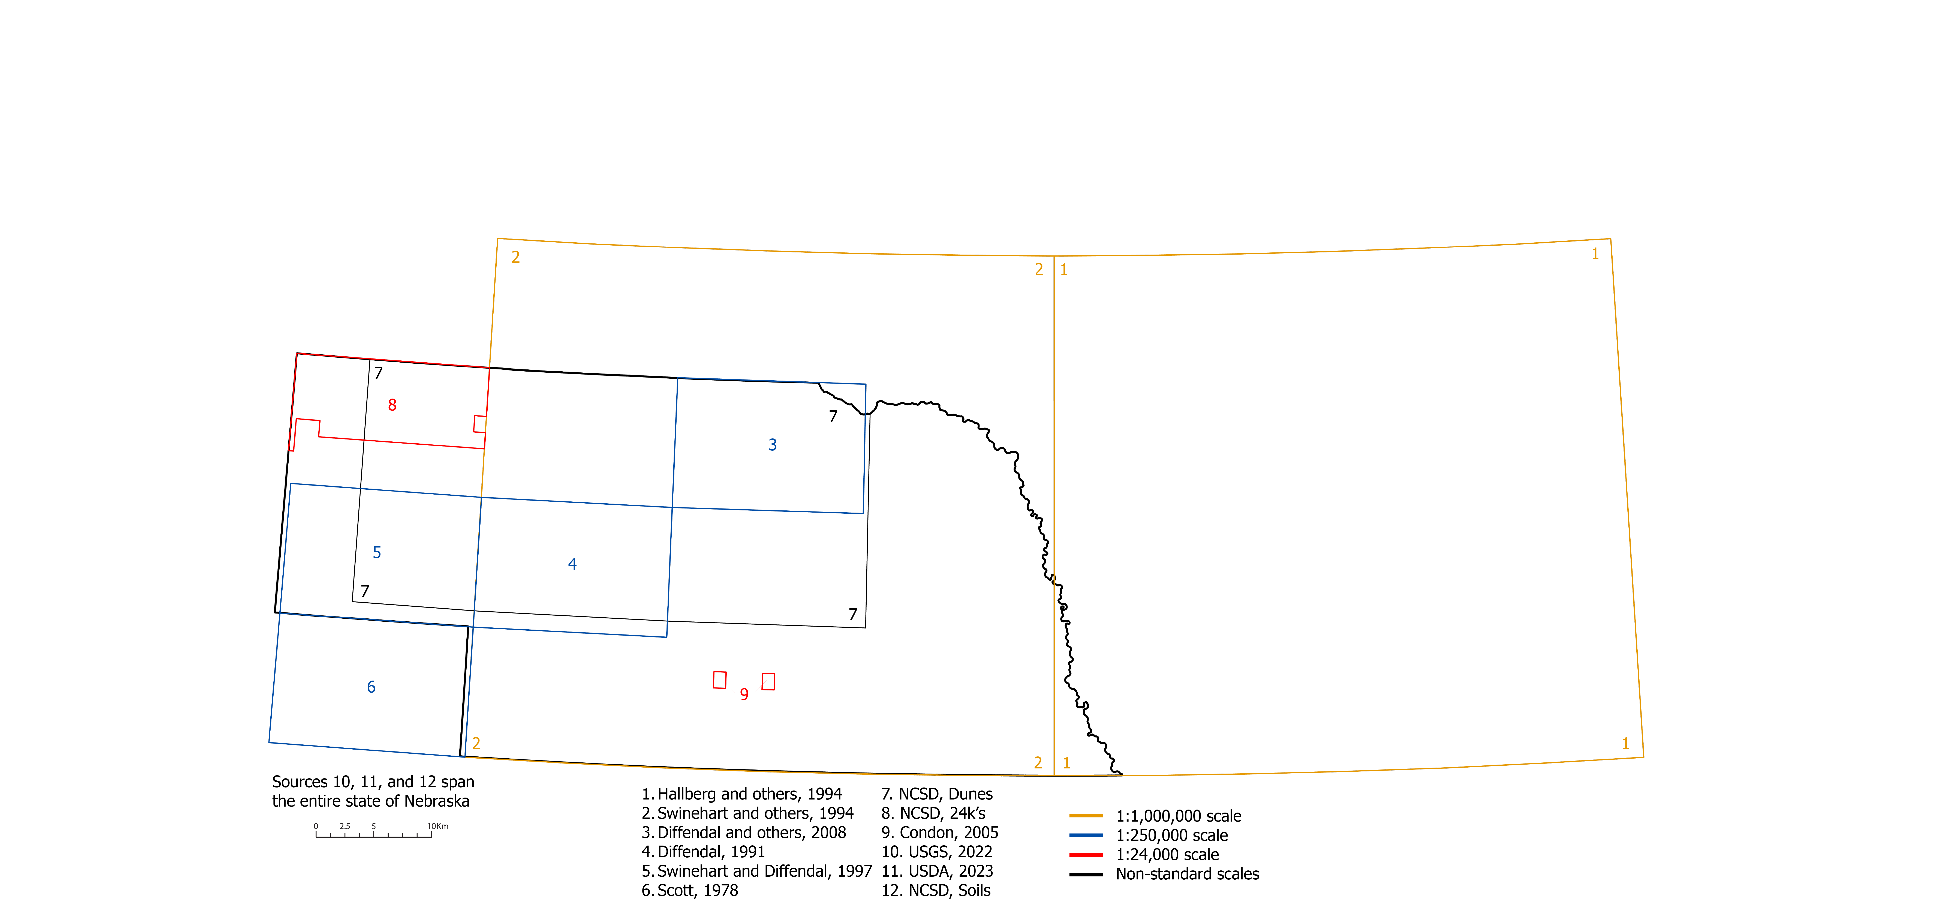 2
2
1
1
7
8
7
3
5
4
7
7
6
9
2
2
1
1
Sources 10, 11, and 12 span
the entire state of Nebraska
0 2.5 5 10Km
1. Hallberg and others, 1994
2. Swinehart and others, 1994
3. Diffendal and others, 2008
4. Diffendal, 1991
5. Swinehart and Diffendal, 1997
6. Scott, 1978
7. NCSD, Dunes
8. NCSD, 24k's
9. Condon, 2005
10. USGS, 2022
11. USDA, 2023
12. NCSD, Soils
1:1,000,000 scale
1:250,000 scale
1:24,000 scale
Non-standard scales